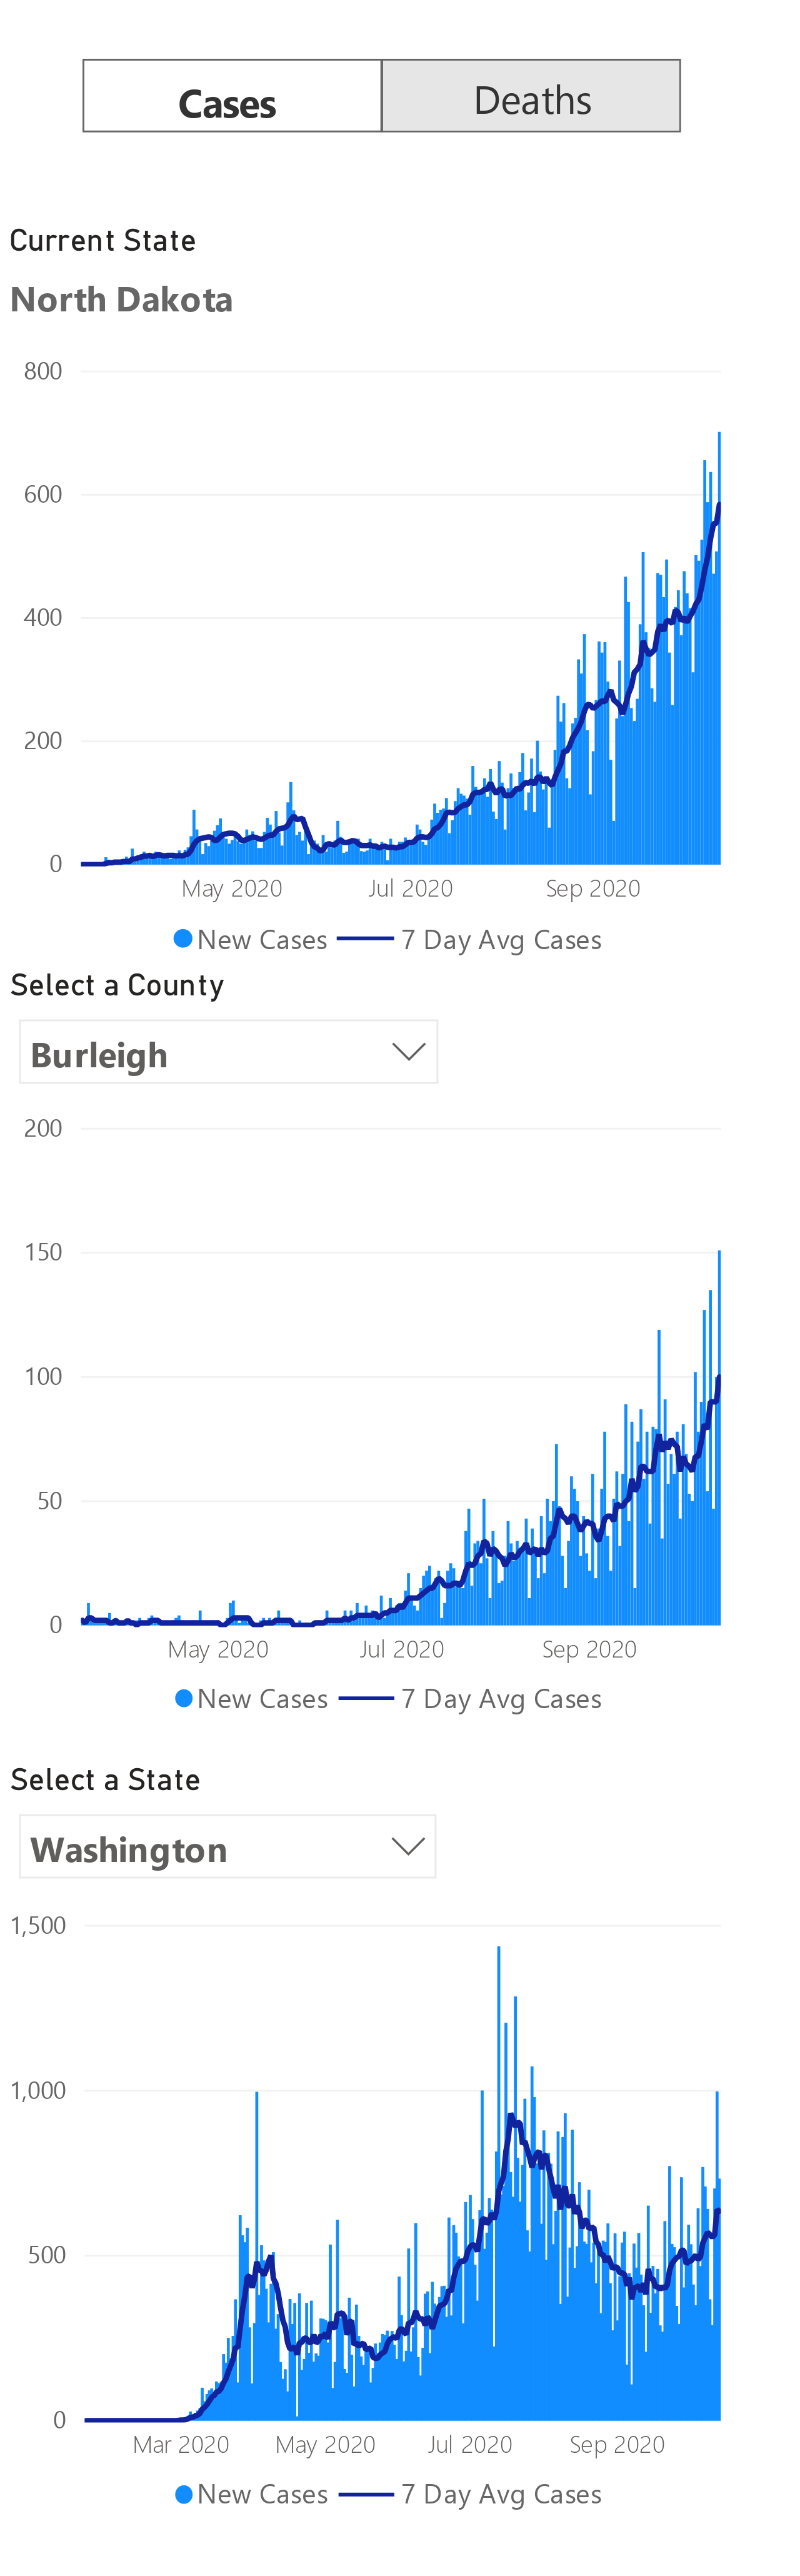 Cases Deaths
Current State
North Dakota
800
600
400
200
0
May 2020 Jul 2020 Sep 2020
New Cases 7 Day Avg Cases
Select a County
Burleigh
200
150
100
50
0
May 2020 Jul 2020 Sep 2020
New Cases 7 Day Avg Cases
Select a State
Washington
1,500
1,000
500
0
Mar 2020 May 2020 Jul 2020 Sep 2020
New Cases 7 Day Avg Cases